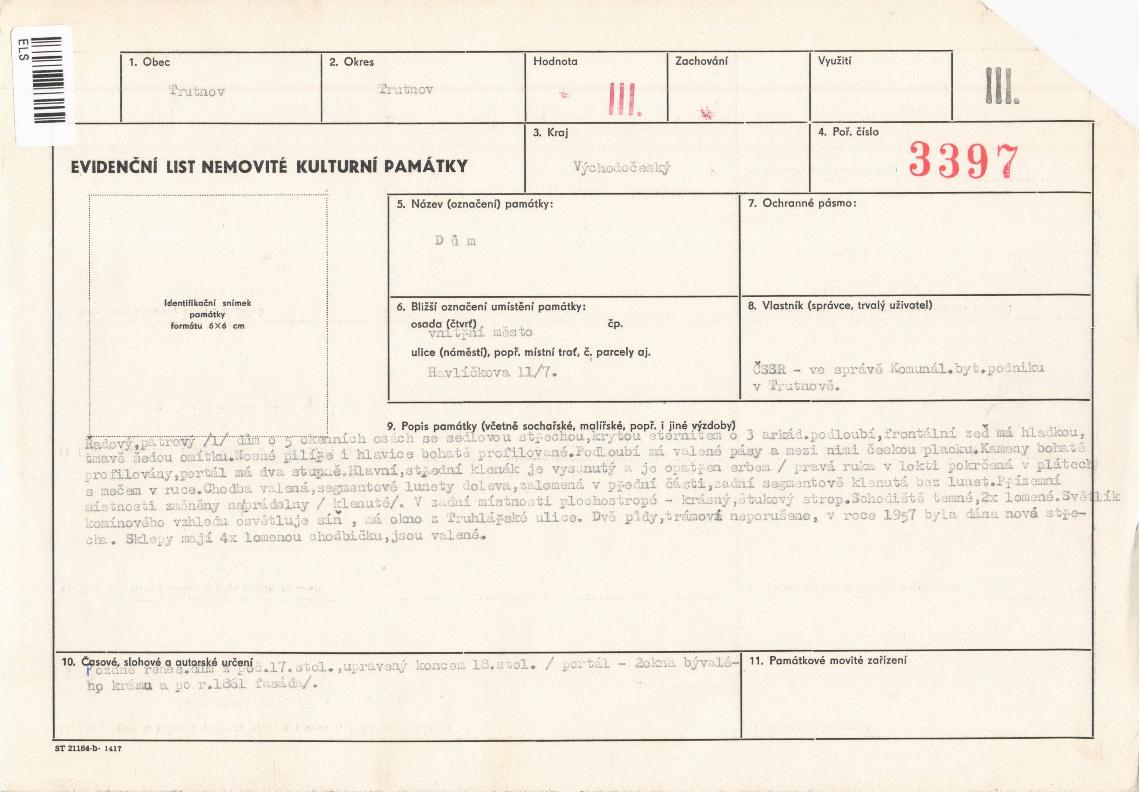 ELS
1. Obec
Trutnov
2. Okres
Trutnov
Hodnota
III.
Zachování
Využití
III.
EVIDENČNÍ LIST NEMOVITÉ KULTURNÍ PAMÁTKY
3. Kraj
Východočeský
4. Poř. číslo
3397
Identifikační snímek
památky
formátu 6×6 cm
5. Název (označení) památky:
D ů m
7. Ochranné pásmo:
6. Bližší označení umístění památky:
osada (čtvrť) čp.
vnitřní město
ulice (náměstí), popř. místní trať, č. parcely aj.
Havlíčkova 11/7.
8. Vlastník (správce, trvalý uživatel)
ČSSR – ve správě Komunál.byt.podniku
v Trutnově.
9. Popis památky (včetně sochařské, malířské, popř. i jiné výzdoby)
Řadový,patrový /1/ dům o 5 okenních osách se sedlovou střechou,krytou eternitem o 3 arkád.podloubí,frontální zeď má hladkou,
tmavě šedou omítku.Nosné pilíře i hlavice bohatě profilované.Podloubí má valené pásy a mezi nimi českou placku.Kameny bohatě
profilovány,portál má dva stupně.Hlavní,střední klenák je vysunutý a je opatřen erbem / pravá ruka v lokti pokrčená v plátech
s mečem v ruce.Chodba valená,segmentové lunety doleva,zalomená v přední části,zadní segmentově klenutá bez lunet.Přízemní
místnosti změněny na prádelny / klenuté/. V zadní místnosti plochostropé – krásný,štukový strop.Schodiště temné,2x lomené.Světlík
komínového vzhledu osvětluje síň , má okno z Truhlářské ulice. Dvě půdy,trámoví neporušeno, v roce 1957 byla dána nová stře-
cha. Sklepy mají 4x lomenou chodbičku,jsou valené.
10. Časové, slohové a autorské určení
Pozdně renes.dům z poč.17.stol.,upravený koncem 18.stol. / portál – 2okna býválé-
ho krámu a po r.1861 fasáda/.
11. Památkové movité zařízení
ST 21184-b- 1417